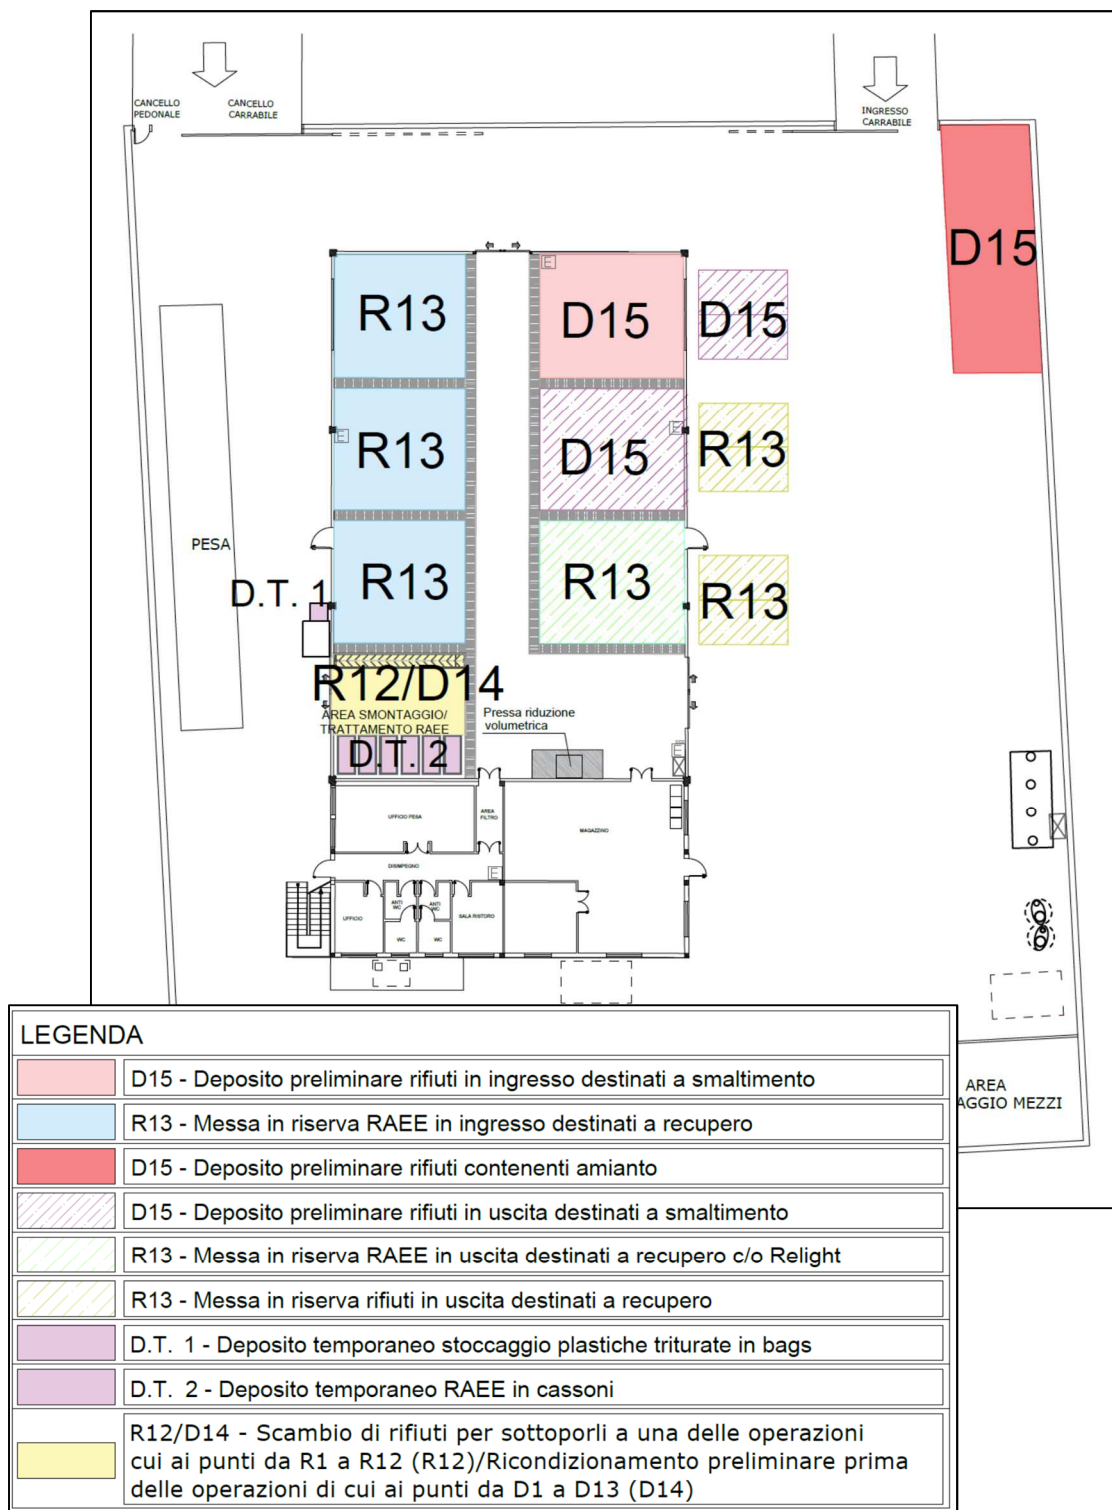 CANCELLO
PEDONALE
CANCELLO
CARRABILE
INGRESSO
CARRABILE
D15
R13
D15
D15
R13
D15
R13
PESA
D.T. 1
R13
R13
R13
R12/D14
AREA SMONTAGGIO/
TRATTAMENTO RAEE
D.T. 2
Pressa riduzione
volumetrica
E
E
E
E
E
UFFICIO PESA
AREA
FILTRO
MAGAZZINO
DISIMPEGNO
UFFICIO
ANTI
WC
ANTI
WC
SALA RISTORO
WC
WC
AREA
AGGIO MEZZI
LEGENDA
D15 - Deposito preliminare rifiuti in ingresso destinati a smaltimento
R13 - Messa in riserva RAEE in ingresso destinati a recupero
D15 - Deposito preliminare rifiuti contenenti amianto
D15 - Deposito preliminare rifiuti in uscita destinati a smaltimento
R13 - Messa in riserva RAEE in uscita destinati a recupero c/o Relight
R13 - Messa in riserva rifiuti in uscita destinati a recupero
D.T. 1 - Deposito temporaneo stoccaggio plastiche triturate in bags
D.T. 2 - Deposito temporaneo RAEE in cassoni
R12/D14 - Scambio di rifiuti per sottoporli a una delle operazioni
cui ai punti da R1 a R12 (R12)/Ricondizionamento preliminare prima
delle operazioni di cui ai punti da D1 a D13 (D14)